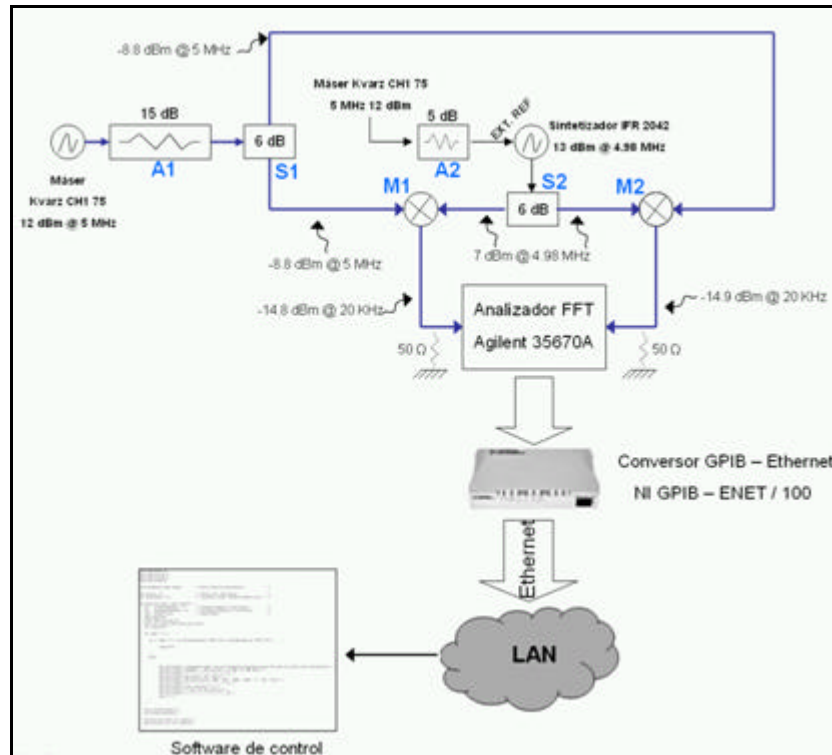 -8.8 dBm @ 5 MHz
Máser Kvarz CH1 75
5 MHz 12 dBm
15 dB
5 dB
EXT. REF
Sintetizador IFR 2042
13 dBm @ 4.98 MHz
6 dB
A1
S1
A2
S2
M1
M2
Máser
Kvarz CH1 75
12 dBm @ 5 MHz
6 dB
-8.8 dBm @ 5 MHz
7 dBm @ 4.98 MHz
-14.8 dBm @ 20 KHz
-14.9 dBm @ 20 KHz
Analizador FFT
Agilent 35670A
50 Ω
50 Ω
Conversor GPIB – Ethernet
NI GPIB – ENET / 100
Ethernet
LAN
Software de control